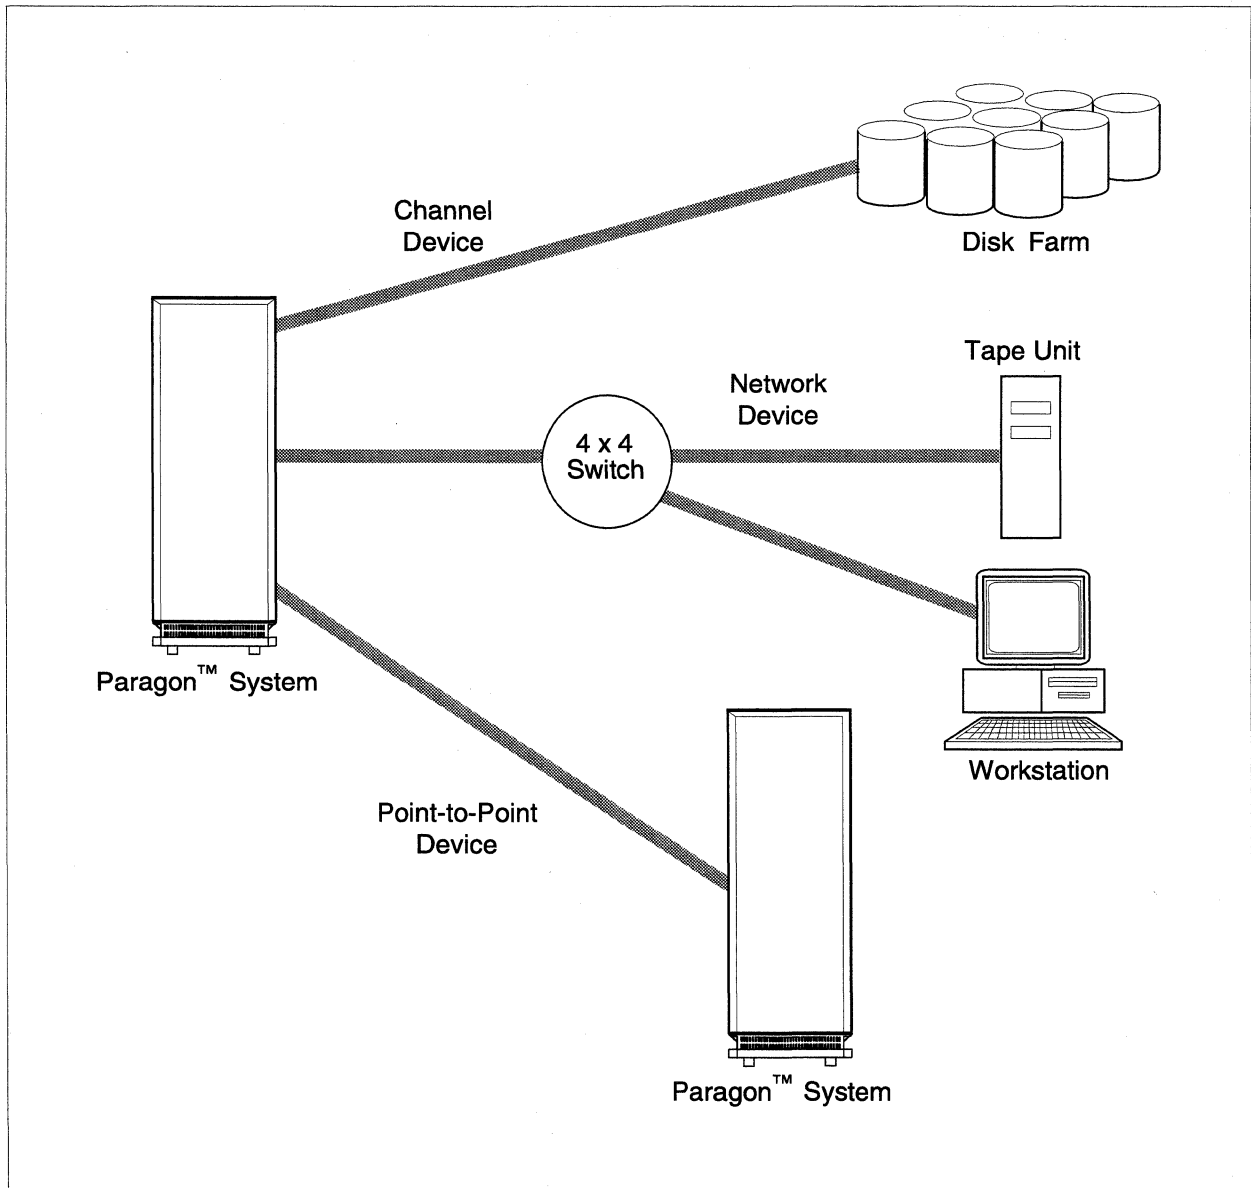 Channel
Device
Disk Farm
Tape Unit
Network
Device
4 x 4
Switch
Paragon™ System
Workstation
Point-to-Point
Device
Paragon™ System